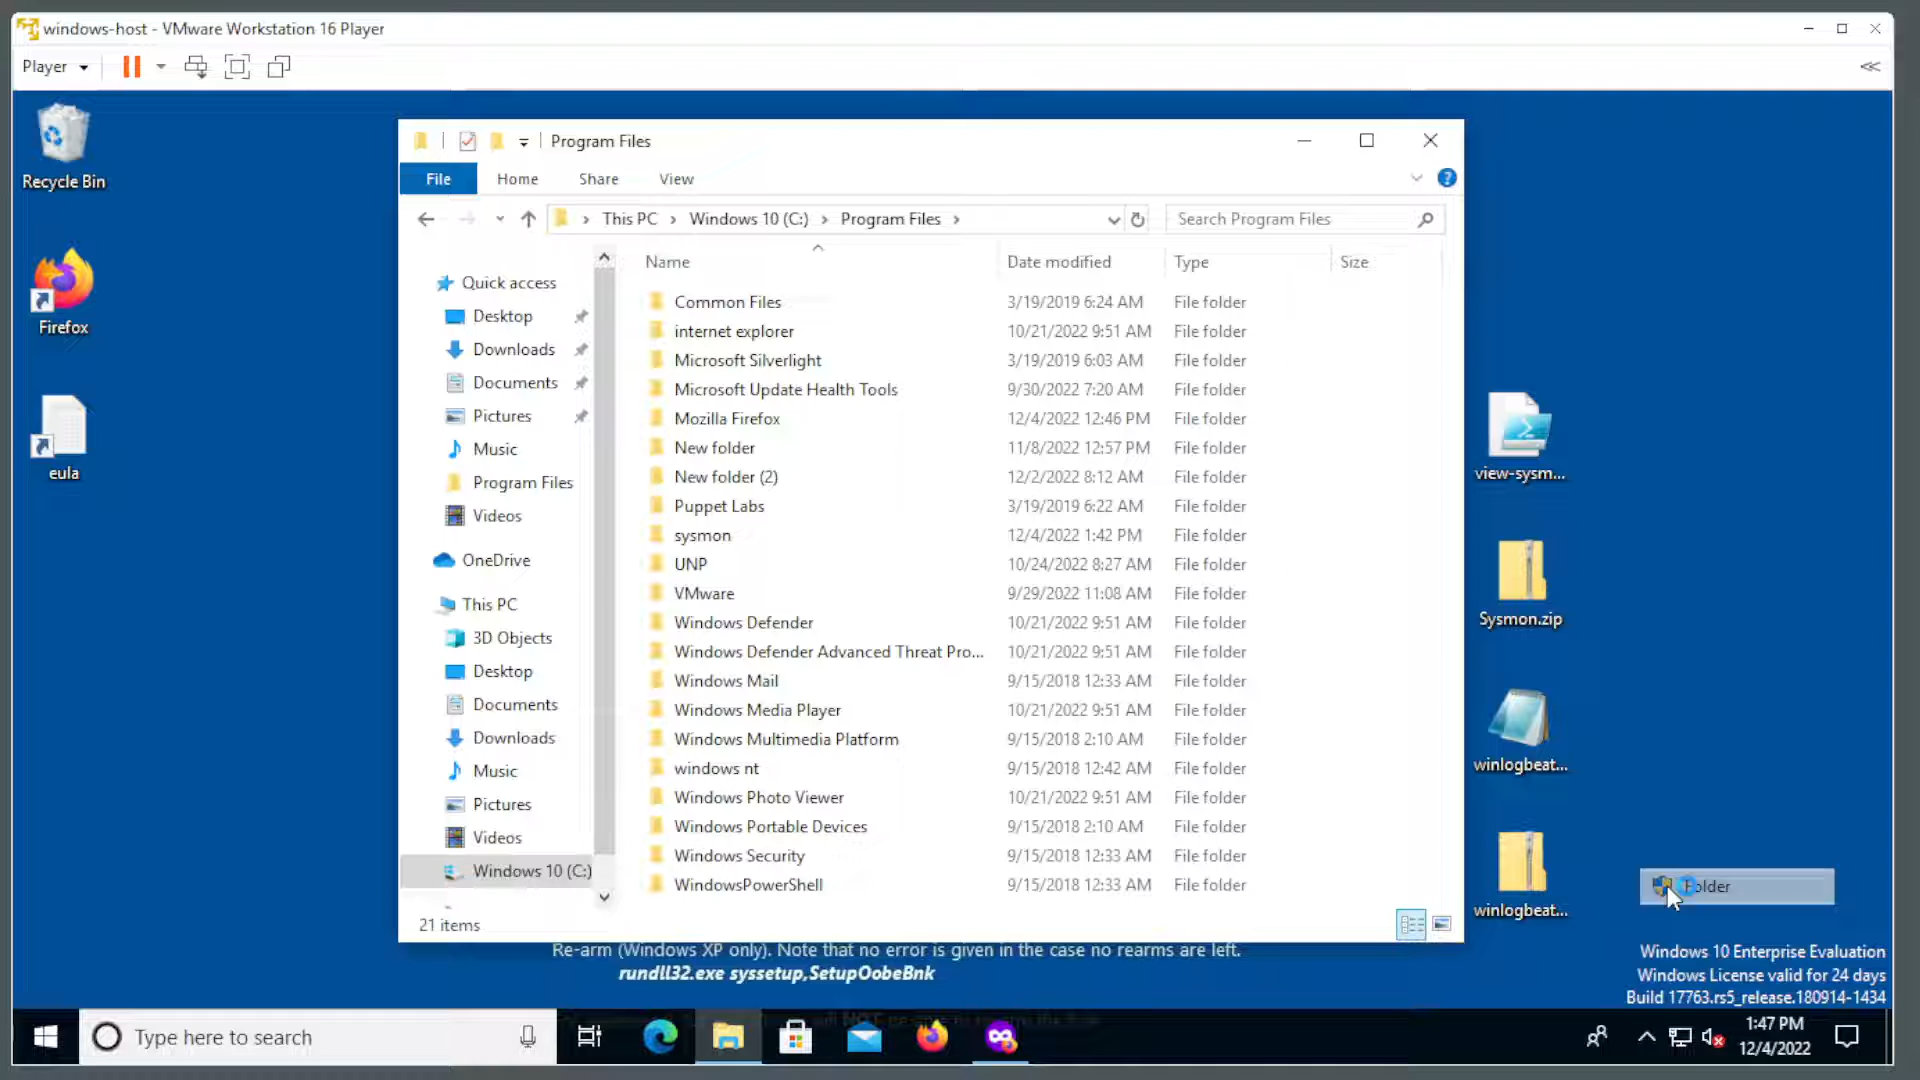 windows-host - VMware Workstation 16 Player
Player
Recycle Bin
Firefox
eula
Program Files
File Home Share View
This PC Windows 10 (C:) Program Files
Search Program Files
Name Date modified Type Size
Quick access
Desktop
Downloads
Documents
Pictures
Music
Program Files
Videos
OneDrive
This PC
3D Objects
Desktop
Documents
Downloads
Music
Pictures
Videos
Windows 10 (C:)
Common Files 3/19/2019 6:24 AM File folder
internet explorer 10/21/2022 9:51 AM File folder
Microsoft Silverlight 3/19/2019 6:03 AM File folder
Microsoft Update Health Tools 9/30/2022 7:20 AM File folder
Mozilla Firefox 12/4/2022 12:46 PM File folder
New folder 11/8/2022 12:57 PM File folder
New folder (2) 12/2/2022 8:12 AM File folder
Puppet Labs 3/19/2019 6:22 AM File folder
sysmon 12/4/2022 1:42 PM File folder
UNP 10/24/2022 8:27 AM File folder
VMware 9/29/2022 11:08 AM File folder
Windows Defender 10/21/2022 9:51 AM File folder
Windows Defender Advanced Threat Pro... 10/21/2022 9:51 AM File folder
Windows Mail 9/15/2018 12:33 AM File folder
Windows Media Player 10/21/2022 9:51 AM File folder
Windows Multimedia Platform 9/15/2018 2:10 AM File folder
windows nt 9/15/2018 12:42 AM File folder
Windows Photo Viewer 10/21/2022 9:51 AM File folder
Windows Portable Devices 9/15/2018 2:10 AM File folder
Windows Security 9/15/2018 12:33 AM File folder
WindowsPowerShell 9/15/2018 12:33 AM File folder
21 items
view-sysm...
Sysmon.zip
winlogbeat...
winlogbeat...
Folder
Re-arm (Windows XP only). Note that no error is given in the case no rearms are left.
rundll32.exe syssetup,SetupOobeBnk
Windows 10 Enterprise Evaluation
Windows License valid for 24 days
Build 17763.rs5_release.180914-1434
Type here to search
1:47 PM
12/4/2022